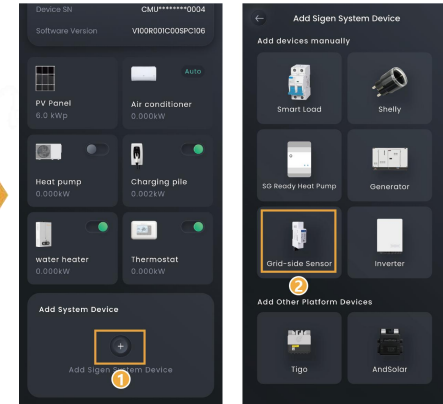 Device SN CMU********0004
Software Version V100R001C00SPC106
PV Panel
6.0 kWp
Auto
Air conditioner
0.000kW
Heat pump
0.000kW
Charging pile
0.002kW
water heater
0.000kW
Thermostat
0.000kW
Add System Device
+
Add Sigen System Device
1
Add Sigen System Device
Add devices manually
Smart Load
Shelly
SG Ready Heat Pump
Generator
Grid-side Sensor
Inverter
2
Add Other Platform Devices
Tigo
AndSolar